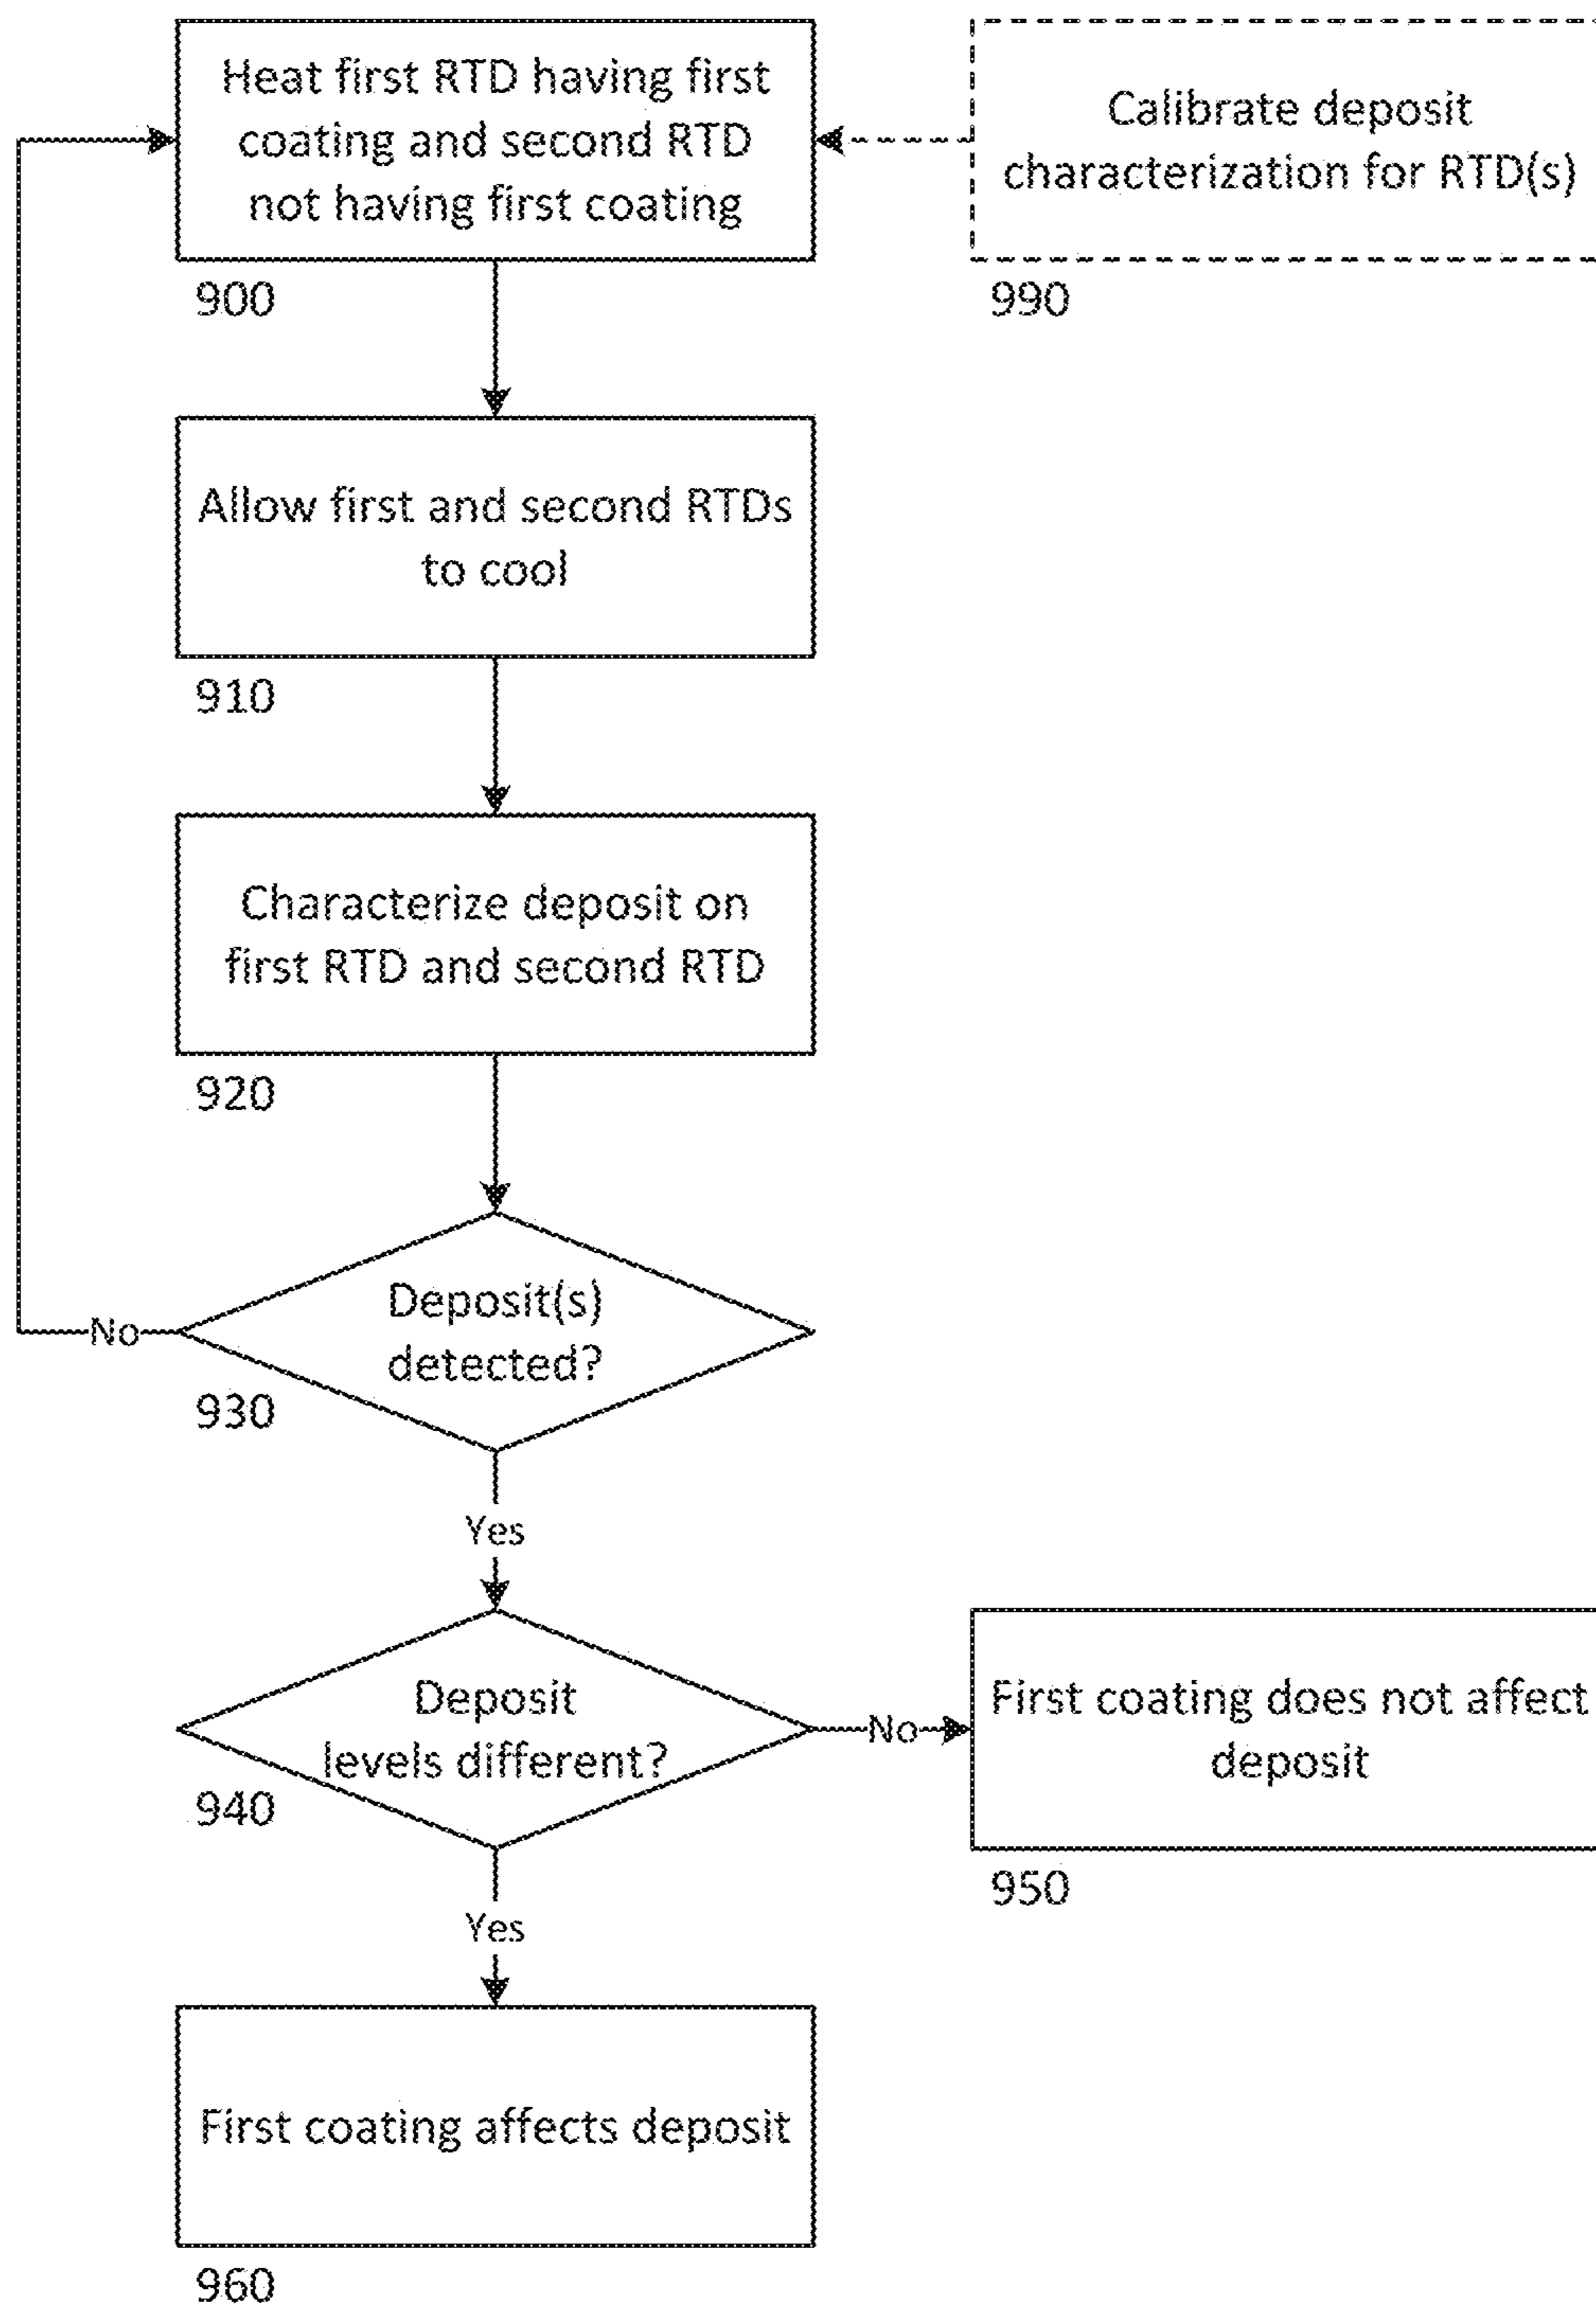 Heat first RTD having first
coating and second RTD
not having first coating
900
Calibrate deposit
characterization for RTD(s)
990
Allow first and second RTDs
to cool
910
Characterize deposit on
first RTD and second RTD
920
Deposit(s)
detected?
No
930
Yes
Deposit
levels different?
940
No
First coating does not affect
deposit
950
Yes
First coating affects deposit
960